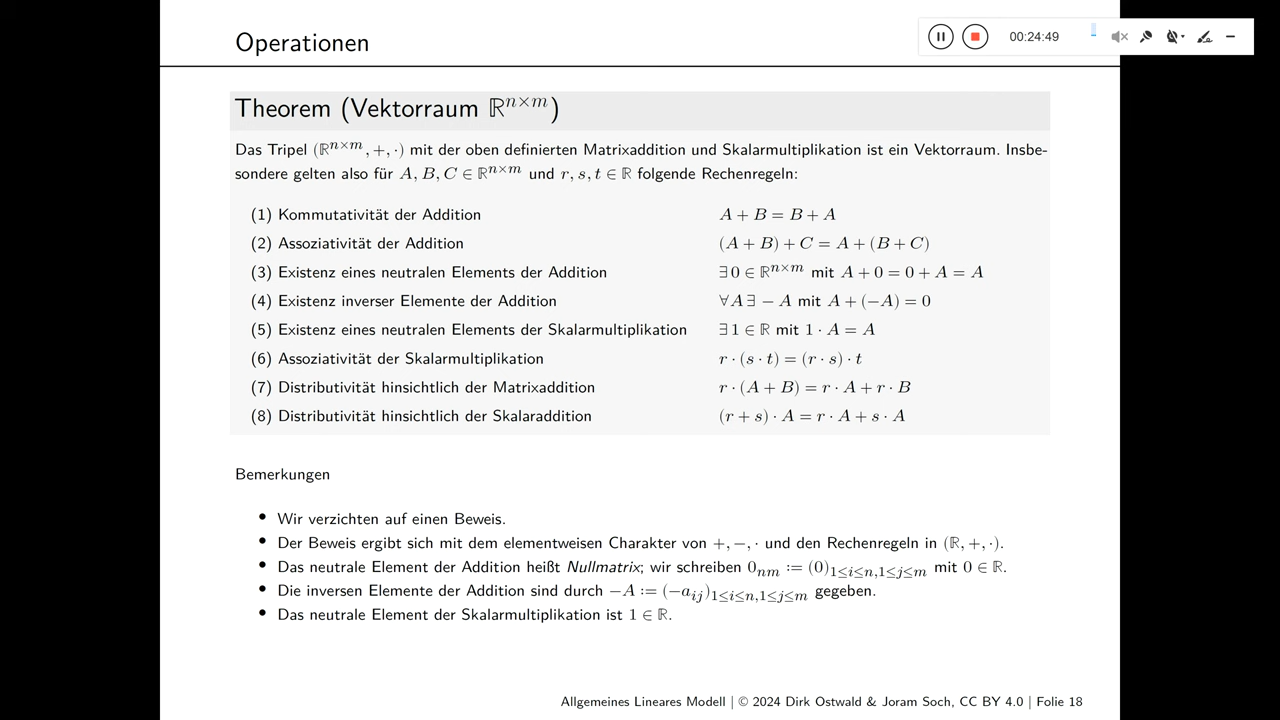 Operationen
00:24:49
Theorem (Vektorraum ℝⁿˣᵐ)
Das Tripel (ℝⁿˣᵐ, +, ·) mit der oben definierten Matrixaddition und Skalarmultiplikation ist ein Vektorraum. Insbe-
sondere gelten also für A, B, C ∈ ℝⁿˣᵐ und r, s, t ∈ ℝ folgende Rechenregeln:
(1) Kommutativität der Addition A + B = B + A
(2) Assoziativität der Addition (A + B) + C = A + (B + C)
(3) Existenz eines neutralen Elements der Addition ∃ 0 ∈ ℝⁿˣᵐ mit A + 0 = 0 + A = A
(4) Existenz inverser Elemente der Addition ∀A ∃ − A mit A + (−A) = 0
(5) Existenz eines neutralen Elements der Skalarmultiplikation ∃ 1 ∈ ℝ mit 1 · A = A
(6) Assoziativität der Skalarmultiplikation r · (s · t) = (r · s) · t
(7) Distributivität hinsichtlich der Matrixaddition r · (A + B) = r · A + r · B
(8) Distributivität hinsichtlich der Skalaraddition (r + s) · A = r · A + s · A
Bemerkungen
• Wir verzichten auf einen Beweis.
• Der Beweis ergibt sich mit dem elementweisen Charakter von +, −, · und den Rechenregeln in (ℝ, +, ·).
• Das neutrale Element der Addition heißt Nullmatrix; wir schreiben 0_{nm} := (0)_{1≤i≤n,1≤j≤m} mit 0 ∈ ℝ.
• Die inversen Elemente der Addition sind durch −A := (−a_{ij})_{1≤i≤n,1≤j≤m} gegeben.
• Das neutrale Element der Skalarmultiplikation ist 1 ∈ ℝ.
Allgemeines Lineares Modell | © 2024 Dirk Ostwald & Joram Soch, CC BY 4.0 | Folie 18